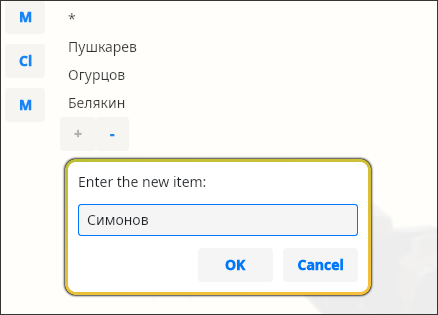 M
*
Пушкарев
Cl
Огурцов
M
Белякин
+ -
Enter the new item:
Симонов
OK Cancel